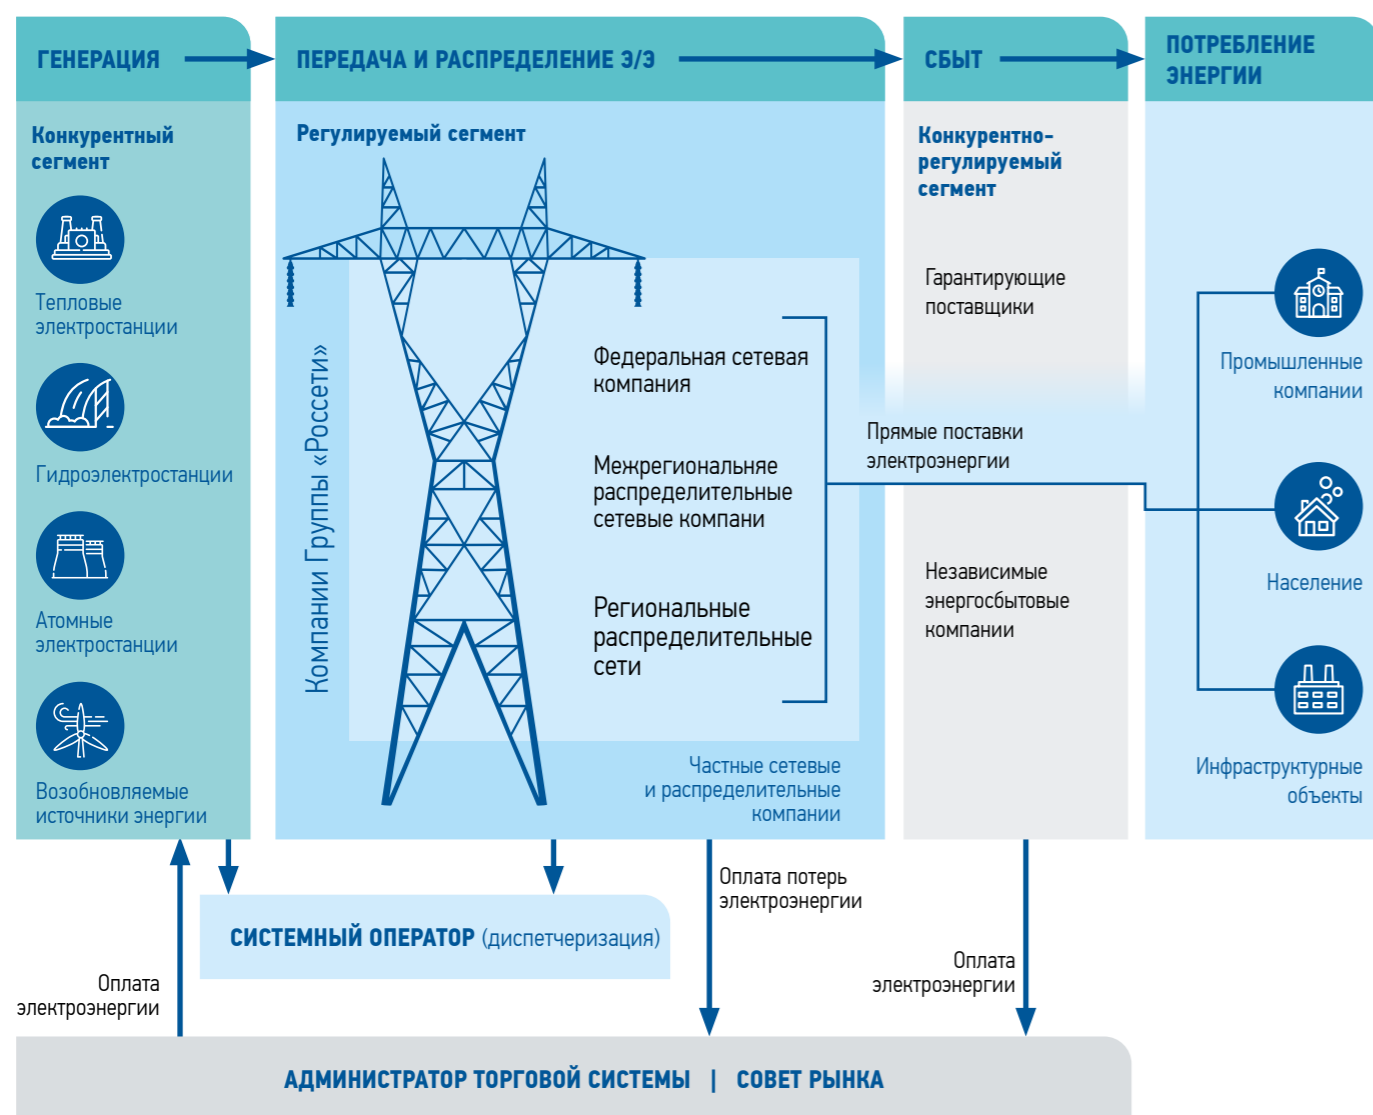 ГЕНЕРАЦИЯ
ПЕРЕДАЧА И РАСПРЕДЕЛЕНИЕ Э/Э
СБЫТ
ПОТРЕБЛЕНИЕ
ЭНЕРГИИ
Конкурентный
сегмент
Тепловые
электростанции
Гидроэлектростанции
Атомные
электростанции
Возобновляемые
источники энергии
Регулируемый сегмент
Компании Группы «Россети»
Федеральная сетевая
компания
Межрегиональняе
распределительные
сетевые компани
Региональные
распределительные
сети
Частные сетевые
и распределительные
компании
Конкурентно-
регулируемый
сегмент
Гарантирующие
поставщики
Прямые поставки
электроэнергии
Независимые
энергосбытовые
компании
Промышленные
компании
Население
Инфраструктурные
объекты
СИСТЕМНЫЙ ОПЕРАТОР (диспетчеризация)
Оплата
электроэнергии
Оплата потерь
электроэнергии
Оплата
электроэнергии
АДМИНИСТРАТОР ТОРГОВОЙ СИСТЕМЫ | СОВЕТ РЫНКА